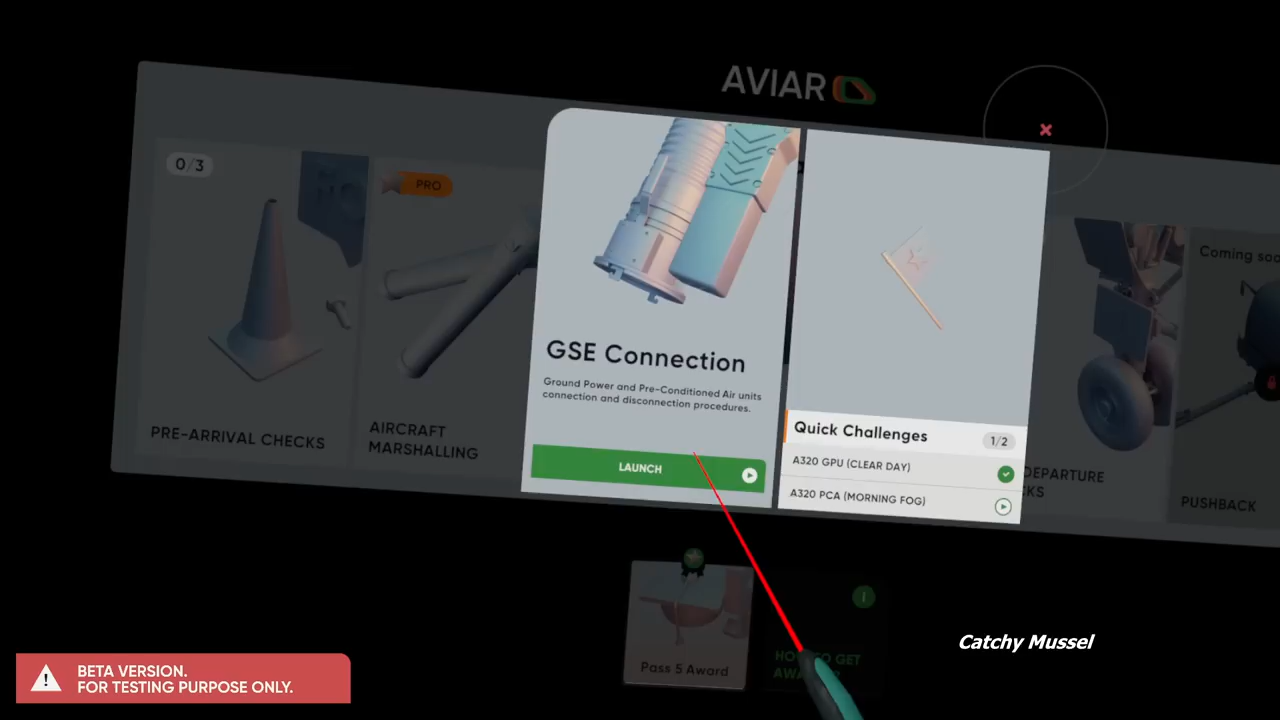 AVIAR
0/3
PRO
PRE-ARRIVAL CHECKS
AIRCRAFT
MARSHALLING
GSE Connection
Ground Power and Pre-Conditioned Air units
connection and disconnection procedures.
LAUNCH
Quick Challenges
1/2
A320 GPU (CLEAR DAY)
A320 PCA (MORNING FOG)
DEPARTURE
Coming
PUSHBACK
Pass 5 Award
i
TO GET
Catchy Mussel
BETA VERSION.
FOR TESTING PURPOSE ONLY.